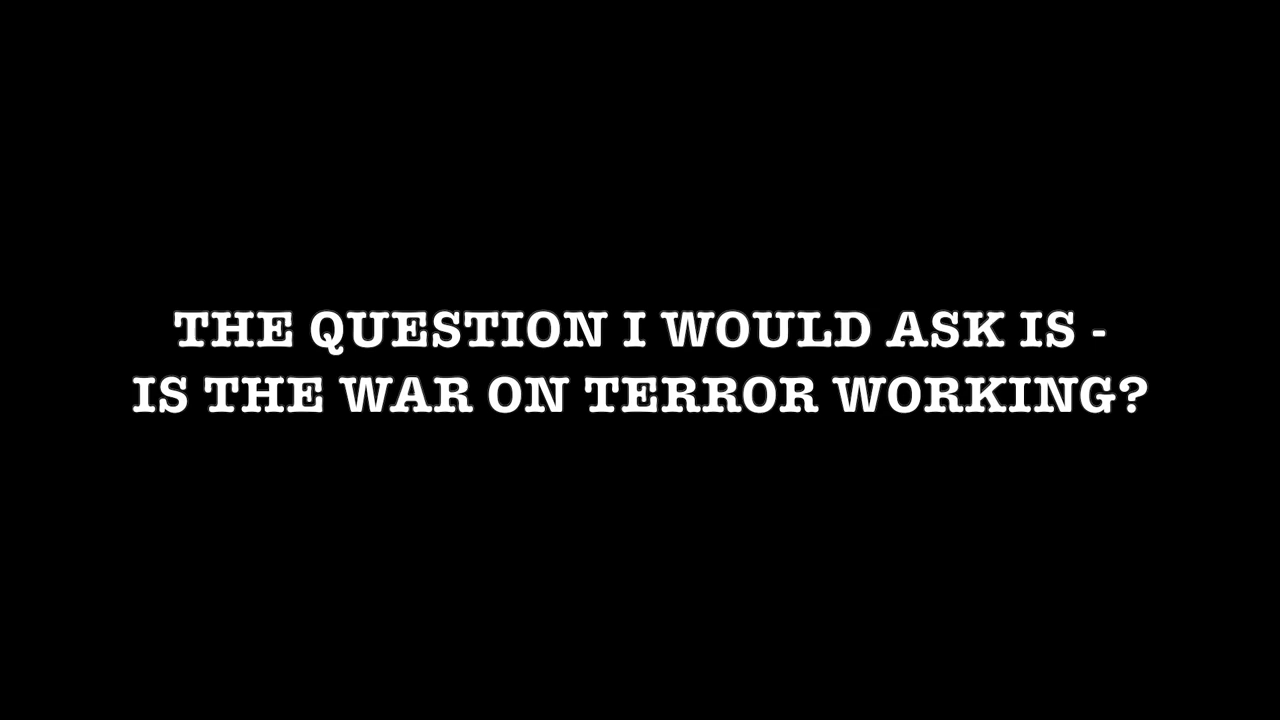 THE QUESTION I WOULD ASK IS -
IS THE WAR ON TERROR WORKING?